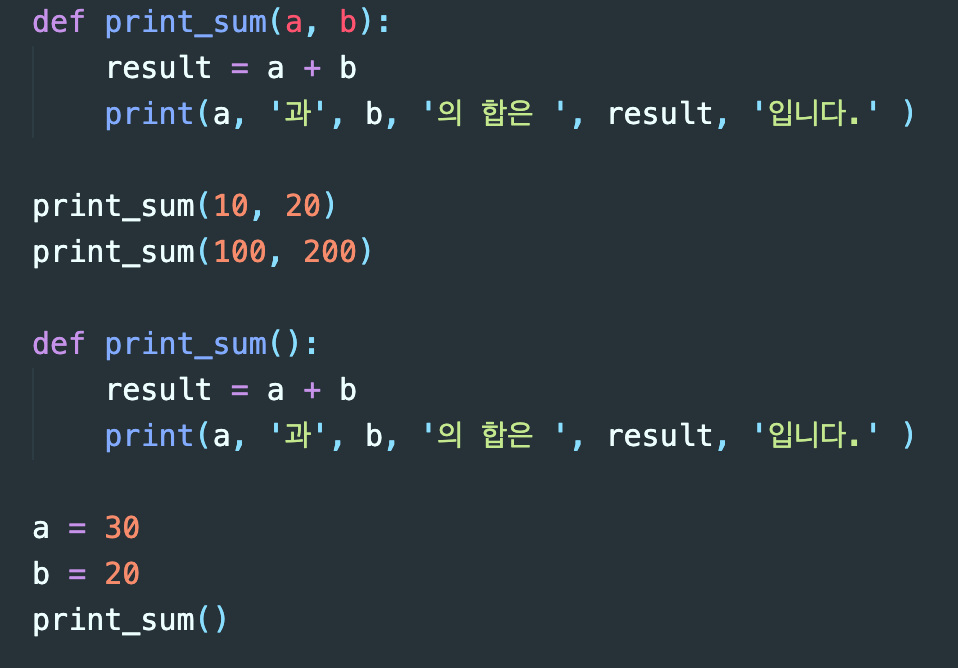 def print_sum(a, b):
    result = a + b
    print(a, '과', b, '의 합은 ', result, '입니다.' )

print_sum(10, 20)
print_sum(100, 200)

def print_sum():
    result = a + b
    print(a, '과', b, '의 합은 ', result, '입니다.' )

a = 30
b = 20
print_sum()